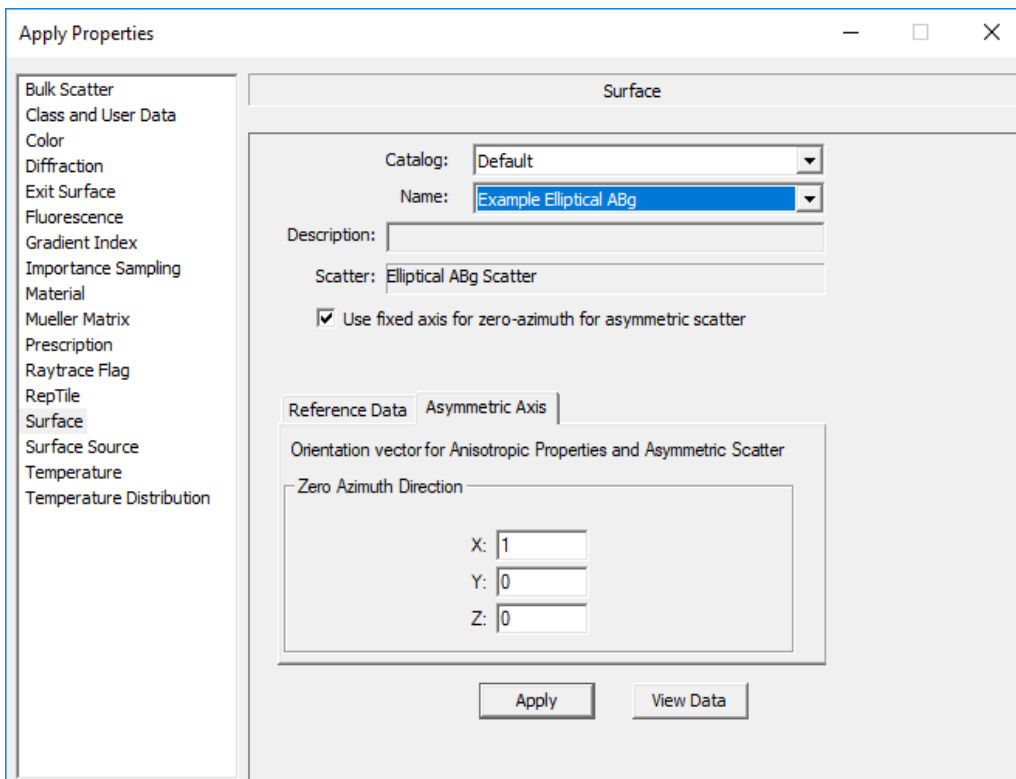 Apply Properties
Bulk Scatter
Class and User Data
Color
Diffraction
Exit Surface
Fluorescence
Gradient Index
Importance Sampling
Material
Mueller Matrix
Prescription
Raytrace Flag
RepTile
Surface
Surface Source
Temperature
Temperature Distribution
Surface
Catalog: Default
Name: Example Elliptical ABg
Description:
Scatter: Elliptical ABg Scatter
Use fixed axis for zero-azimuth for asymmetric scatter
Reference Data Asymmetric Axis
Orientation vector for Anisotropic Properties and Asymmetric Scatter
Zero Azimuth Direction
X: 1
Y: 0
Z: 0
Apply View Data